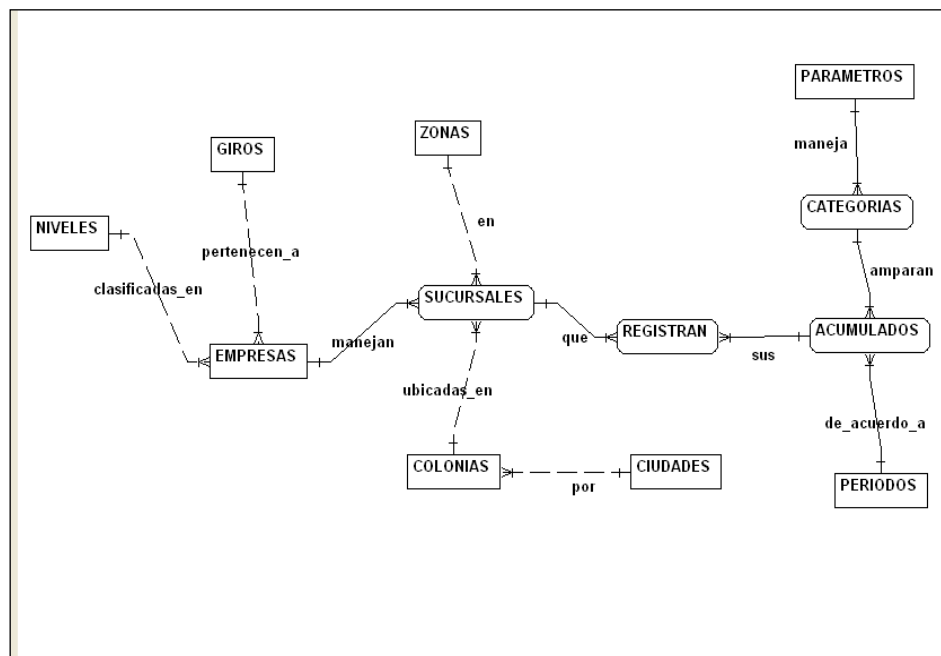 PARAMETROS
ZONAS
GIROS
maneja
CATEGORIAS
NIVELES
en
pertenecen_a
amparan
clasificadas_en
SUCURSALES
manejan
que
REGISTRAN
sus
ACUMULADOS
EMPRESAS
ubicadas_en
de_acuerdo_a
COLONIAS
por
CIUDADES
PERIODOS